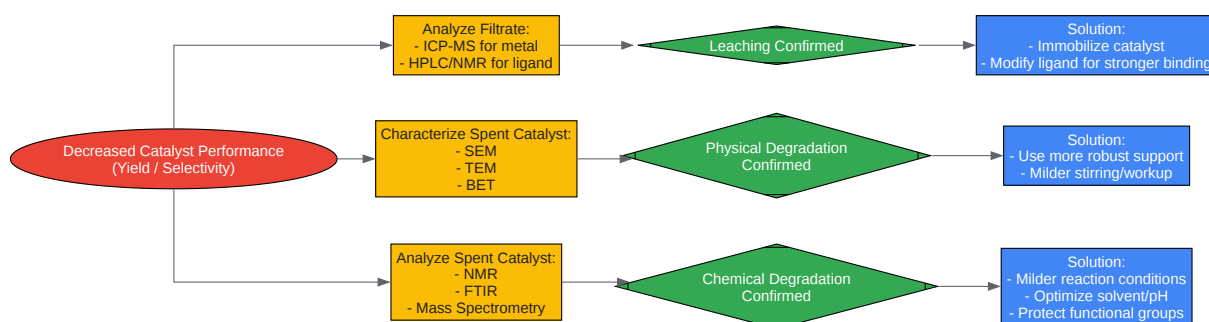 Analyze Filtrate:
- ICP-MS for metal
- HPLC/NMR for ligand
Leaching Confirmed
Solution:
- Immobilize catalyst
- Modify ligand for stronger binding
Decreased Catalyst Performance
(Yield / Selectivity)
Characterize Spent Catalyst:
- SEM
- TEM
- BET
Physical Degradation
Confirmed
Solution:
- Use more robust support
- Milder stirring/workup
Analyze Spent Catalyst:
- NMR
- FTIR
- Mass Spectrometry
Chemical Degradation
Confirmed
Solution:
- Milder reaction conditions
- Optimize solvent/pH
- Protect functional groups